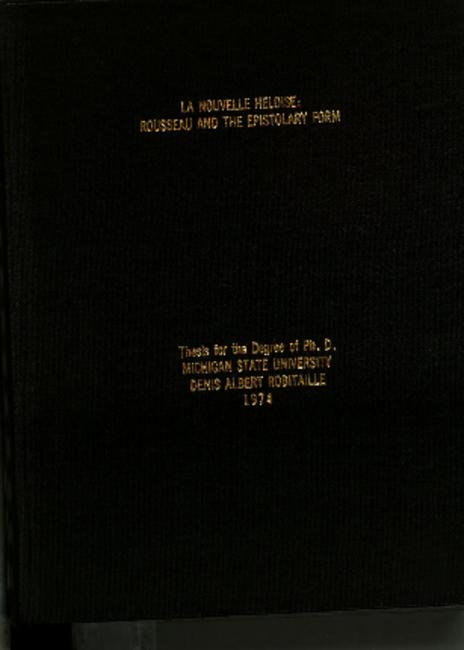 LA NOUVELLE HELOISE:
ROUSSEAU AND THE EPISTOLARY FORM
Thesis for the Degree of Ph. D.
MICHIGAN STATE UNIVERSITY
DENIS ALBERT ROBITAILLE